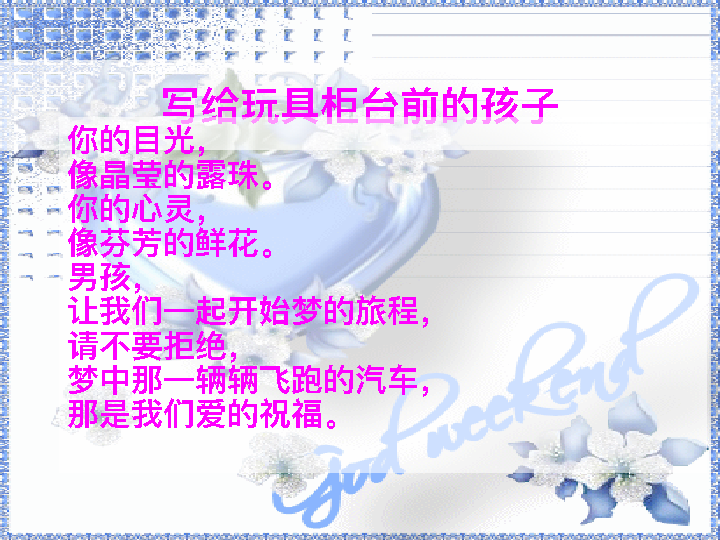 写给玩具柜台前的孩子
你的目光，
像晶莹的露珠。
你的心灵，
像芬芳的鲜花。
男孩，
让我们一起开始梦的旅程，
请不要拒绝，
梦中那一辆辆飞跑的汽车，
那是我们爱的祝福。
god weekend